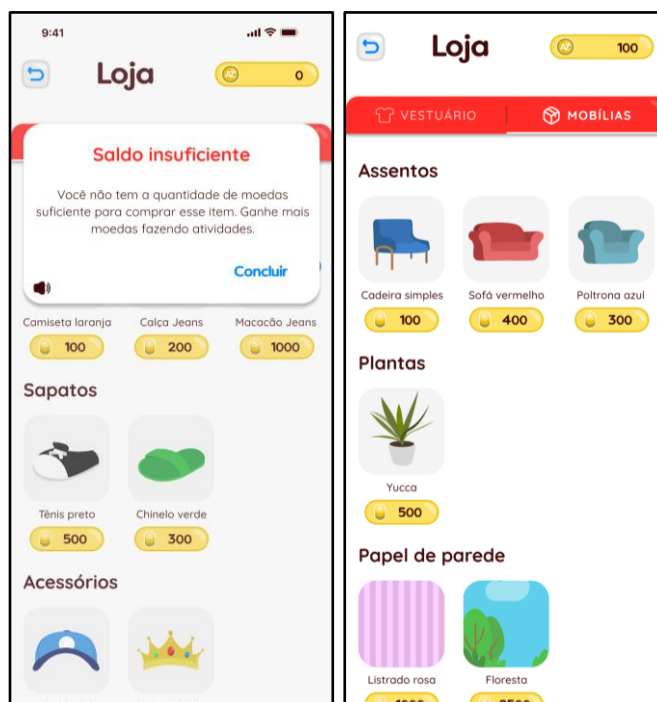 9:41
Loja
0
Saldo insuficiente
Você não tem a quantidade de moedas
suficiente para comprar esse item. Ganhe mais
moedas fazendo atividades.
Concluir
Camiseta laranja
Calça Jeans
Macacão Jeans
100
200
1000
Sapatos
Tênis preto
Chinelo verde
500
300
Acessórios
Loja
AZ
100
VESTUÁRIO
MOBÍLIAS
Assentos
Cadeira simples
Sofá vermelho
Poltrona azul
100
400
300
Plantas
Yucca
500
Papel de parede
Listrado rosa
Floresta